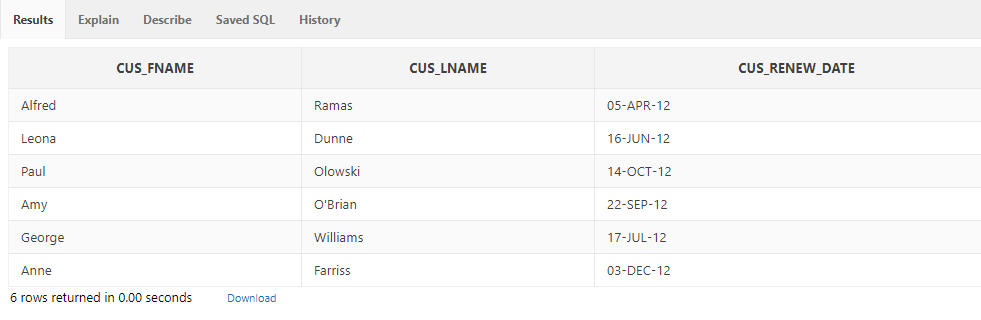 Results Explain Describe Saved SQL History
CUS_FNAME CUS_LNAME CUS_RENEW_DATE
Alfred Ramas 05-APR-12
Leona Dunne 16-JUN-12
Paul Olowski 14-OCT-12
Amy O'Brian 22-SEP-12
George Williams 17-JUL-12
Anne Farriss 03-DEC-12
6 rows returned in 0.00 seconds Download